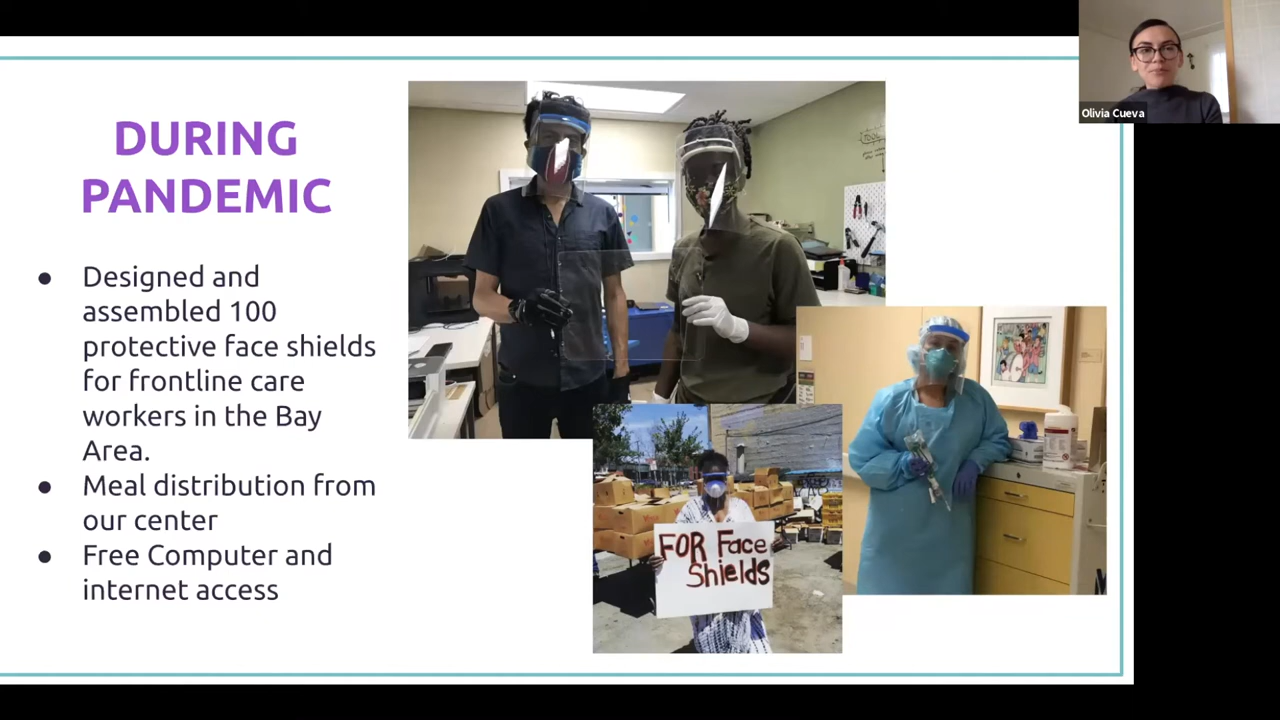 DURING
PANDEMIC
● Designed and
assembled 100
protective face shields
for frontline care
workers in the Bay
Area.
● Meal distribution from
our center
● Free Computer and
internet access
FOR Face
Shields
Olivia Cueva